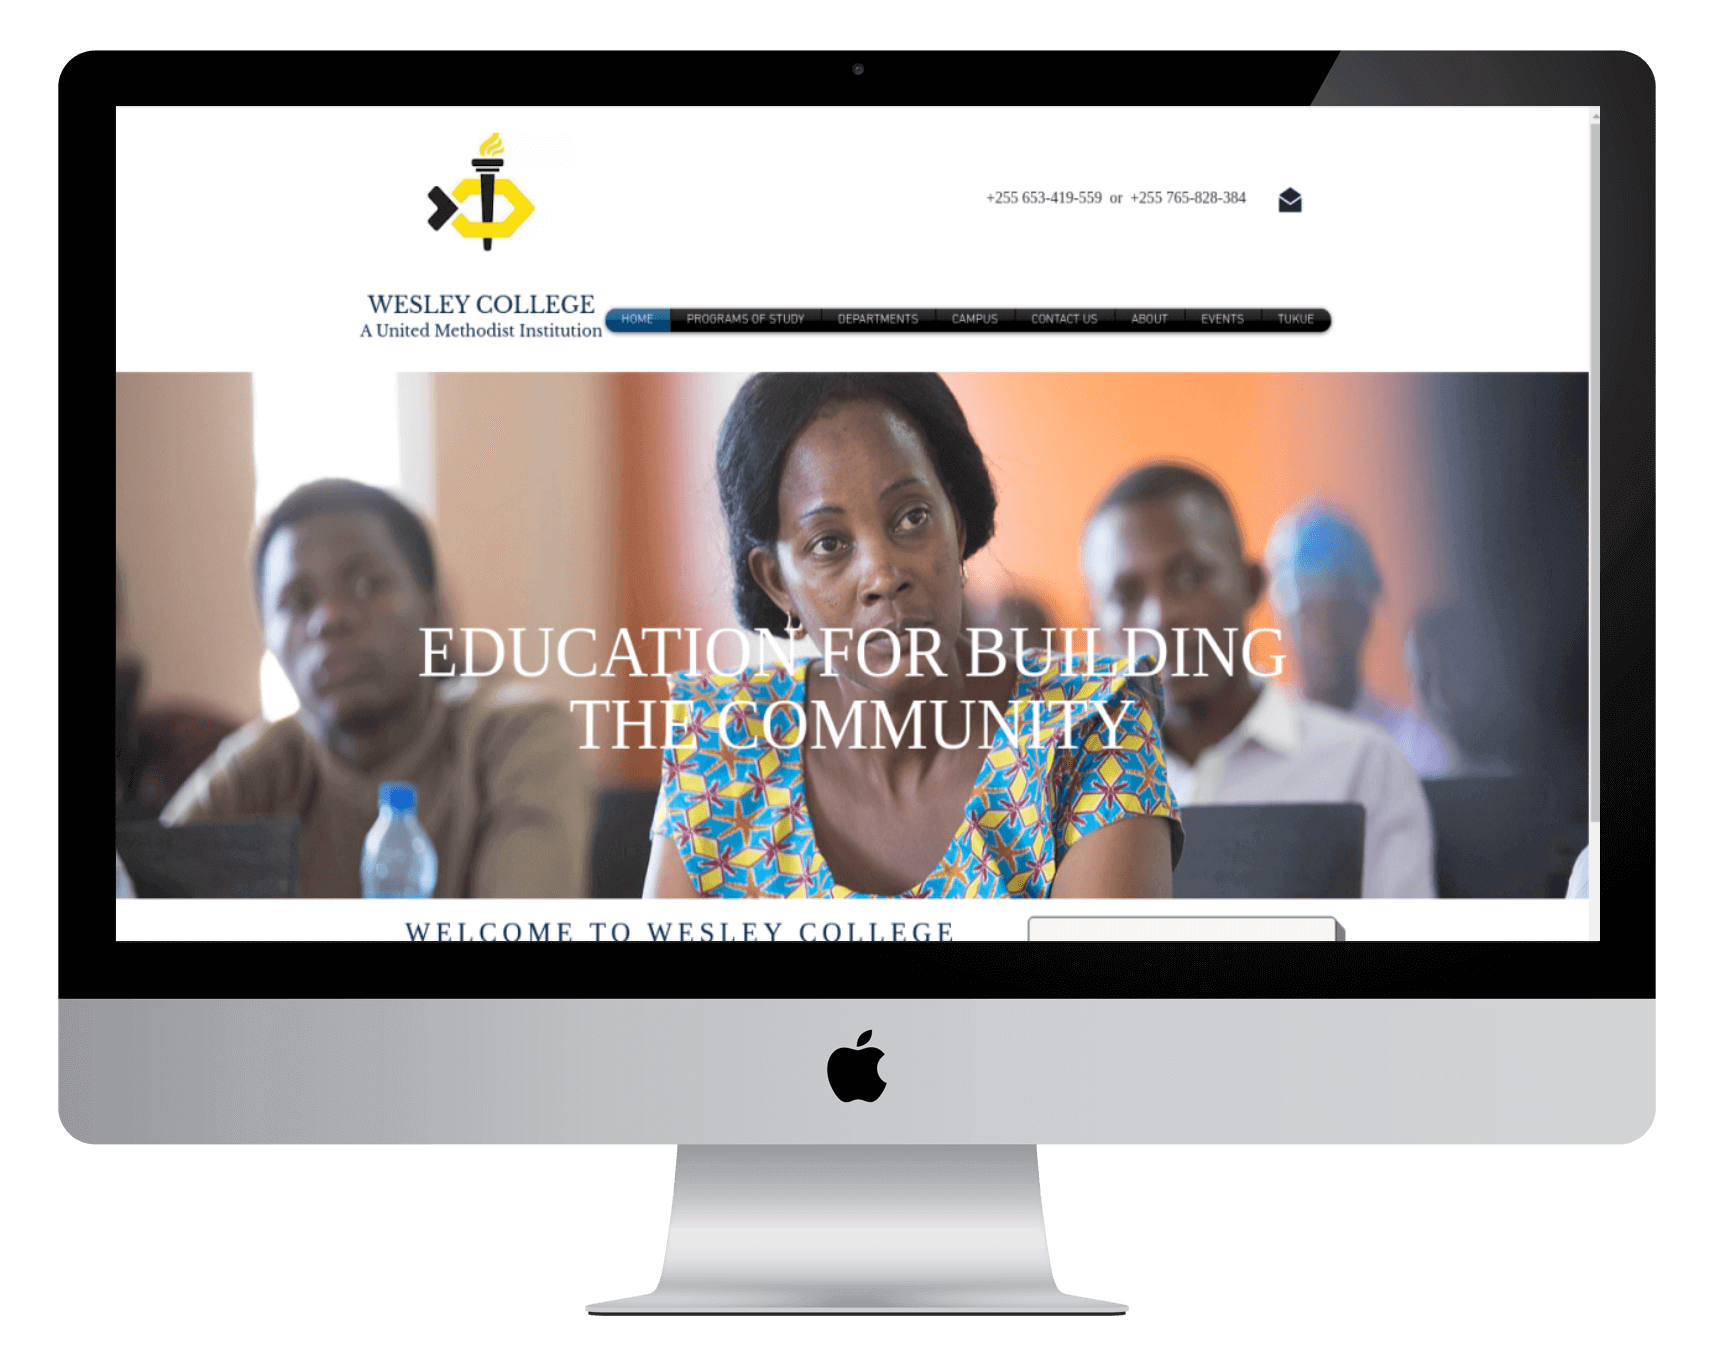 +255 653-419-559 or +255 765-828-384
WESLEY COLLEGE
A United Methodist Institution
HOME PROGRAMS OF STUDY DEPARTMENTS CAMPUS CONTACT US ABOUT EVENTS TUKUE
EDUCATION FOR BUILDING
THE COMMUNITY
WELCOME TO WESLEY COLLEGE